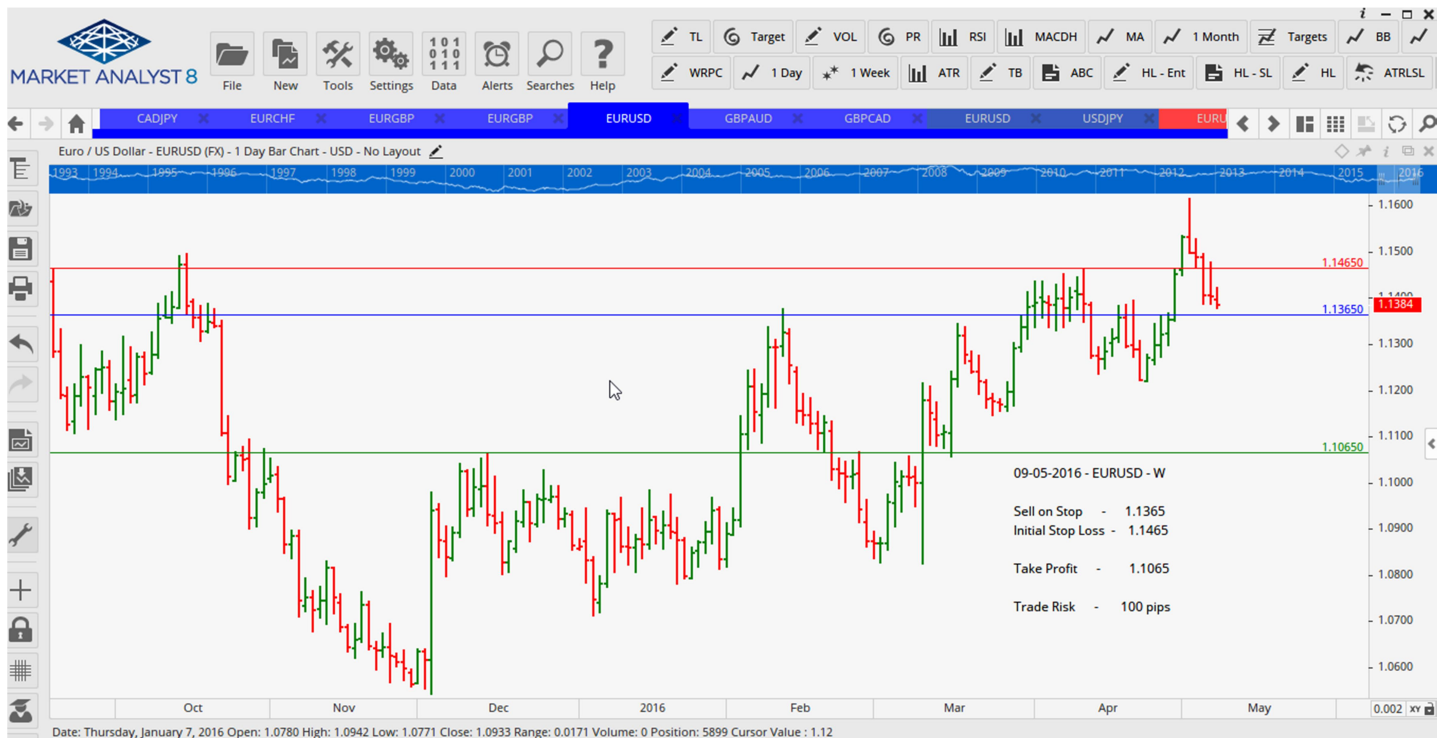 MARKET ANALYST 8
File New Tools Settings Data Alerts Searches Help
101
010
111
TL Target VOL PR RSI MACDH MA 1 Month Targets BB
WRPC 1 Day 1 Week ATR TB ABC HL - Ent HL - SL HL ATRLSL
CADJPY EURCHF EURGBP EURGBP EURUSD GBPAUD GBPCAD EURUSD USDJPY EURU
Euro / US Dollar - EURUSD (FX) - 1 Day Bar Chart - USD - No Layout
1993 1994 1995 1996 1997 1998 1999 2000 2001 2002 2003 2004 2005 2006 2007 2008 2009 2010 2011 2012 2013 2014 2015 2016
1.1600
1.1500
1.14650
1.1400
1.1384
1.13650
1.1300
1.1200
1.1100
1.10650
09-05-2016 - EURUSD - W
1.1000
Sell on Stop - 1.1365
Initial Stop Loss - 1.1465
1.0900
Take Profit - 1.1065
1.0800
Trade Risk - 100 pips
1.0700
1.0600
Oct Nov Dec 2016 Feb Mar Apr May
0.002 XY
Date: Thursday, January 7, 2016 Open: 1.0780 High: 1.0942 Low: 1.0771 Close: 1.0933 Range: 0.0171 Volume: 0 Position: 5899 Cursor Value : 1.12